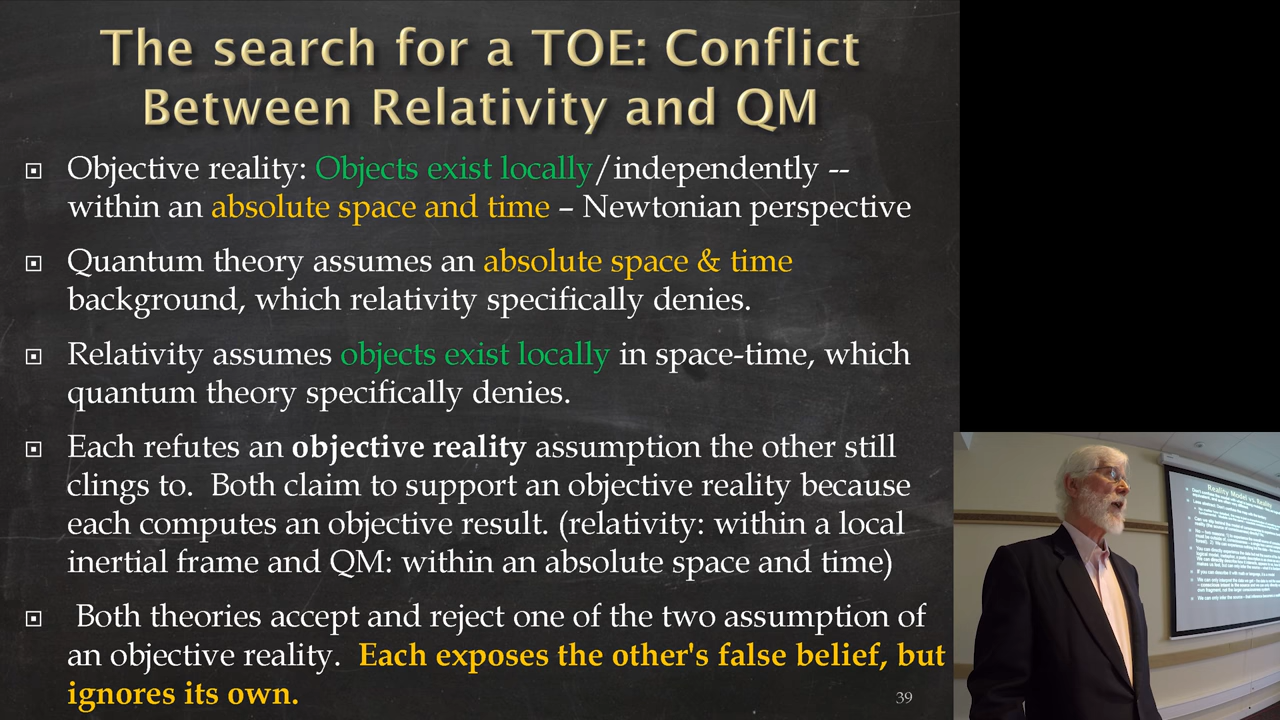 The search for a TOE: Conflict
Between Relativity and QM
Objective reality: Objects exist locally/independently --
within an absolute space and time – Newtonian perspective
Quantum theory assumes an absolute space & time
background, which relativity specifically denies.
Relativity assumes objects exist locally in space-time, which
quantum theory specifically denies.
Each refutes an objective reality assumption the other still
clings to. Both claim to support an objective reality because
each computes an objective result. (relativity: within a local
inertial frame and QM: within an absolute space and time)
Both theories accept and reject one of the two assumption of
an objective reality. Each exposes the other's false belief, but
ignores its own.
39
Reality Model vs. Reality